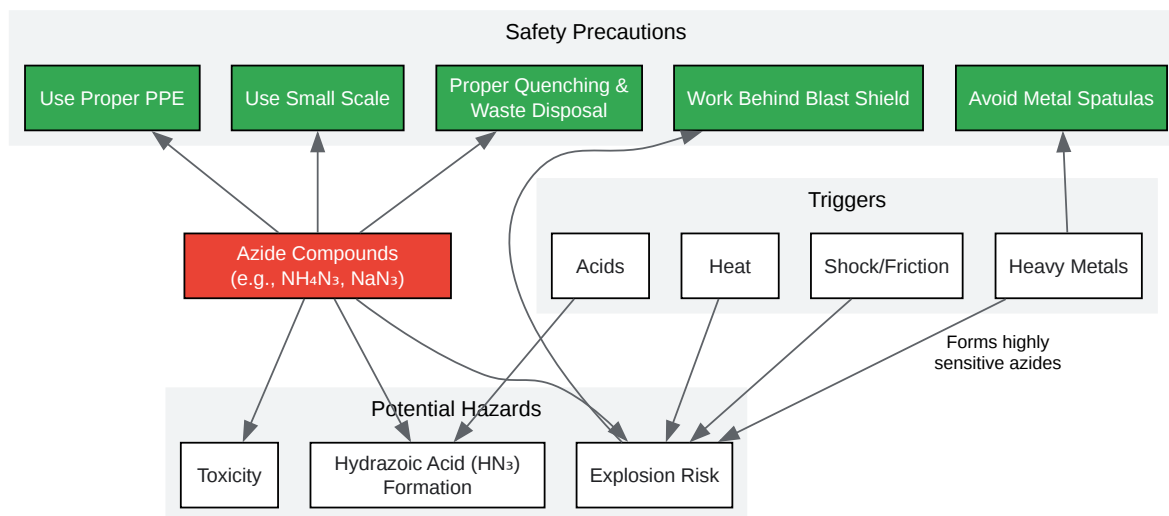 Safety Precautions
Use Proper PPE
Use Small Scale
Proper Quenching &
Waste Disposal
Work Behind Blast Shield
Avoid Metal Spatulas
Triggers
Azide Compounds
(e.g., NH₄N₃, NaN₃)
Acids
Heat
Shock/Friction
Heavy Metals
Forms highly
sensitive azides
Potential Hazards
Toxicity
Hydrazoic Acid (HN₃)
Formation
Explosion Risk